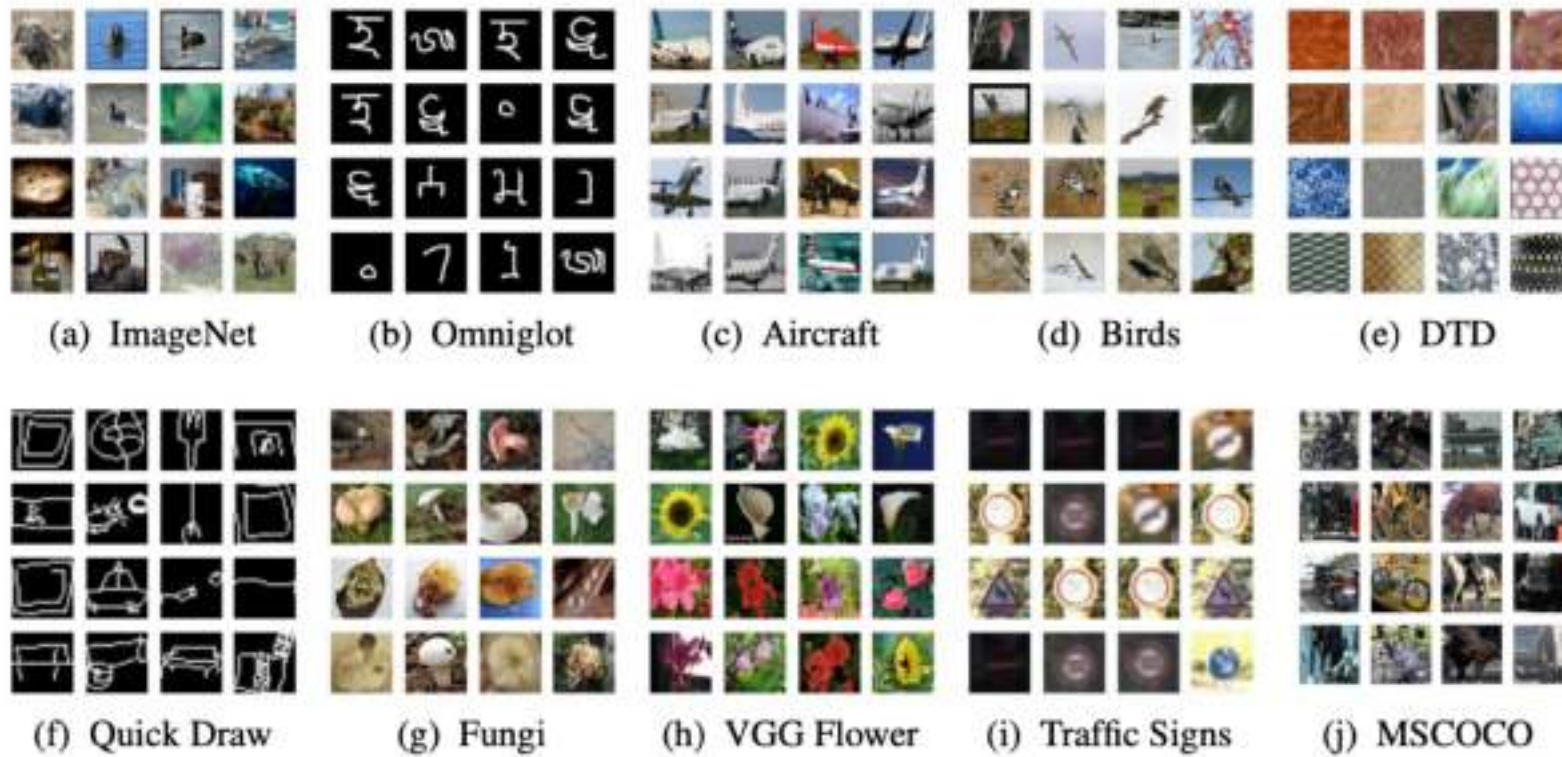 (a) ImageNet
(b) Omniglot
(c) Aircraft
(d) Birds
(e) DTD
(f) Quick Draw
(g) Fungi
(h) VGG Flower
(i) Traffic Signs
(j) MSCOCO